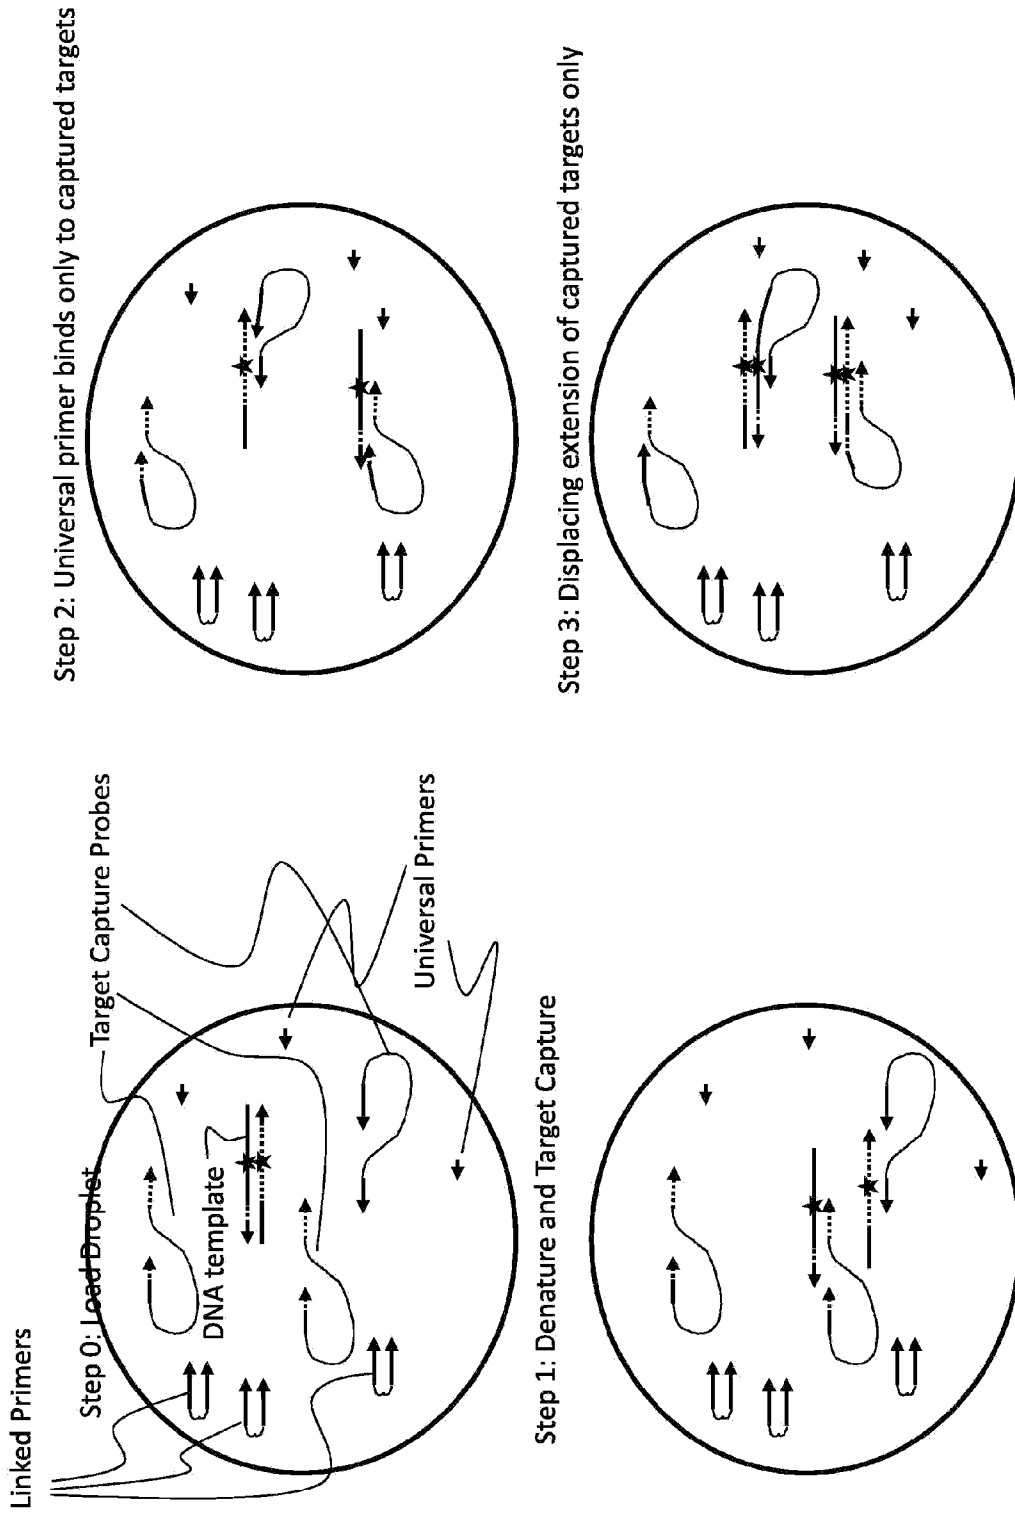 Linked Primers
Step 0: Load Droplet
Target Capture Probes
DNA template
Universal Primers
Step 1: Denature and Target Capture
Step 2: Universal primer binds only to captured targets
Step 3: Displacing extension of captured targets only